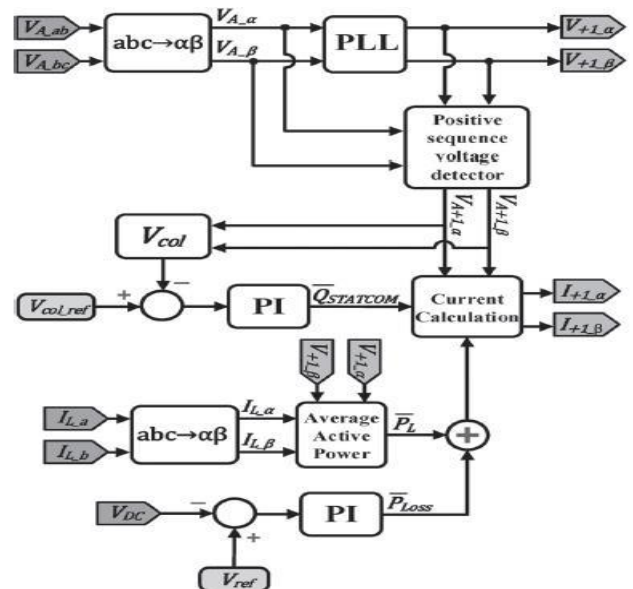 V_A_ab
V_A_bc
abc→αβ
V_A_α
V_A_β
PLL
V_+1_α
V_+1_β
Positive
sequence
voltage
detector
V_A+1_α
V_A+1_β
V_col
V_col_ref
+
−
PI
Q̅_STATCOM
Current
Calculation
I_+1_α
I_+1_β
V_+1_β
V_+1_α
I_L_a
I_L_b
abc→αβ
I_L_α
I_L_β
Average
Active
Power
P̅_L
+
V_DC
−
+
PI
P̅_Loss
V_ref